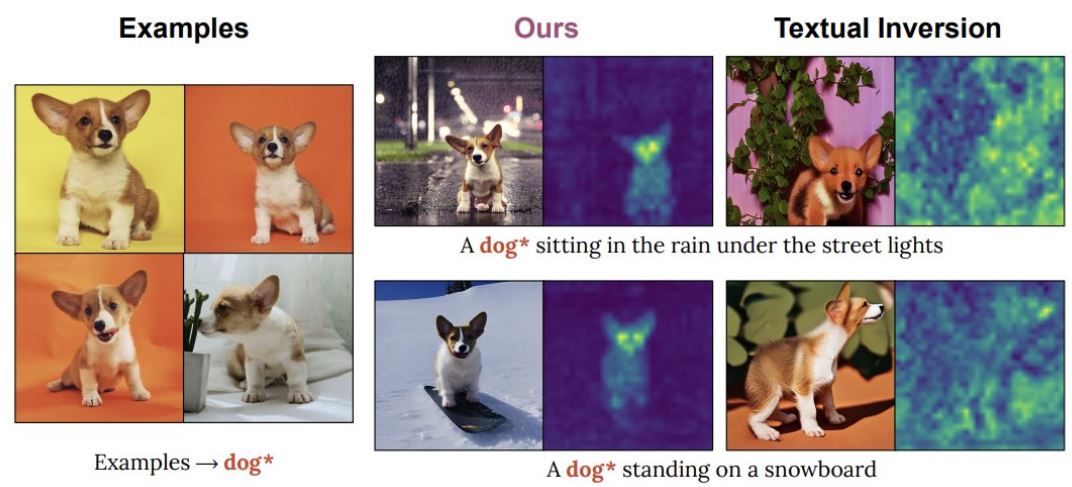 Examples
Ours
Textual Inversion
A dog* sitting in the rain under the street lights
Examples → dog*
A dog* standing on a snowboard